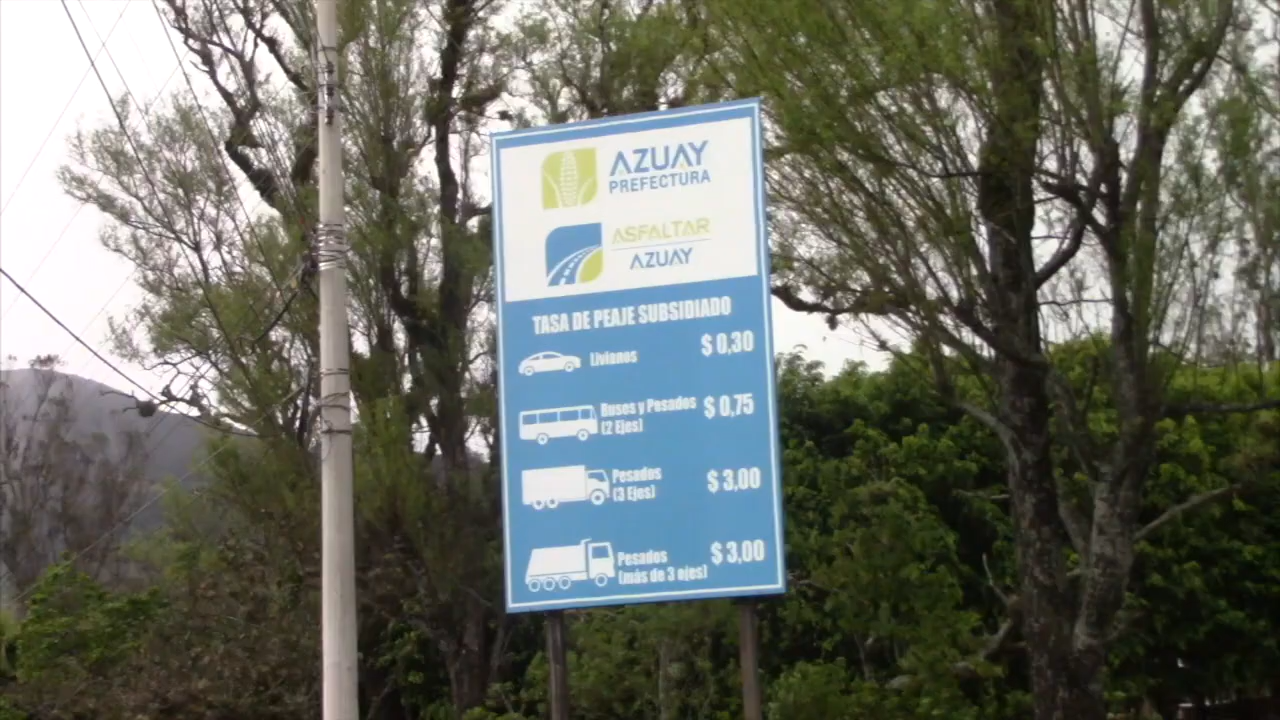 AZUAY
PREFECTURA
ASFALTAR
AZUAY
TASA DE PEAJE SUBSIDIADO
Livianos $ 0,30
Buses y Pesados $ 0,75
(2 Ejes)
Pesados $ 3,00
(3 Ejes)
Pesados $ 3,00
(más de 3 ejes)